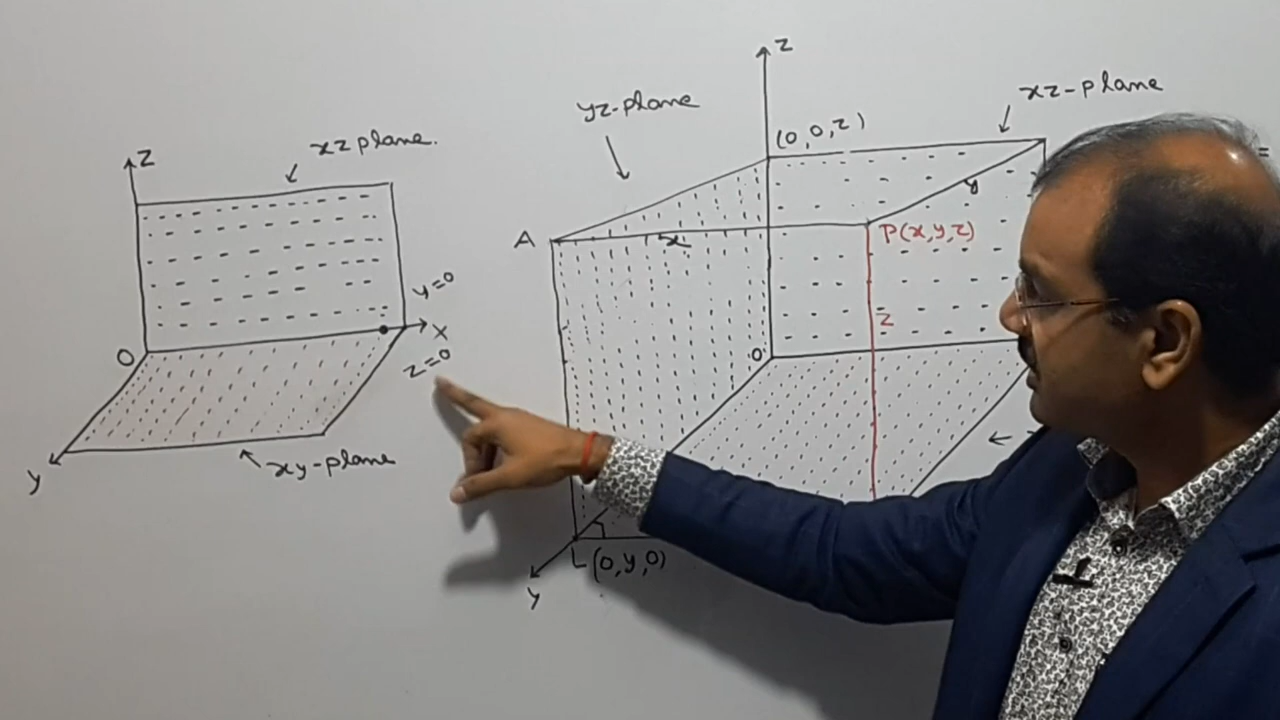 Z
xz plane.
y=0
X
z=0
O
xy-plane
y
Z
yz-plane
xz-plane
(0,0,z)
A
x
y
P(x,y,z)
z
O
L(0,y,0)
y
=